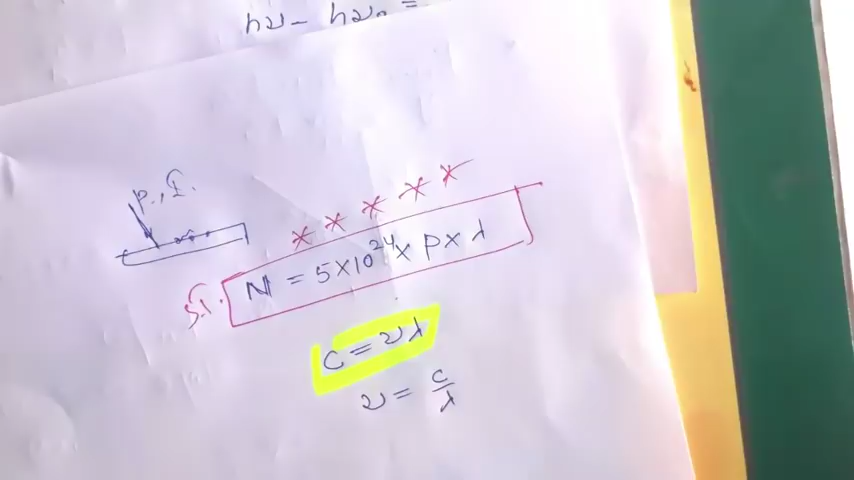 hν - hν₀ =
P, I.
* * * * *
S.I. N = 5×10²⁴× P× λ
C = νλ
ν = C/λ